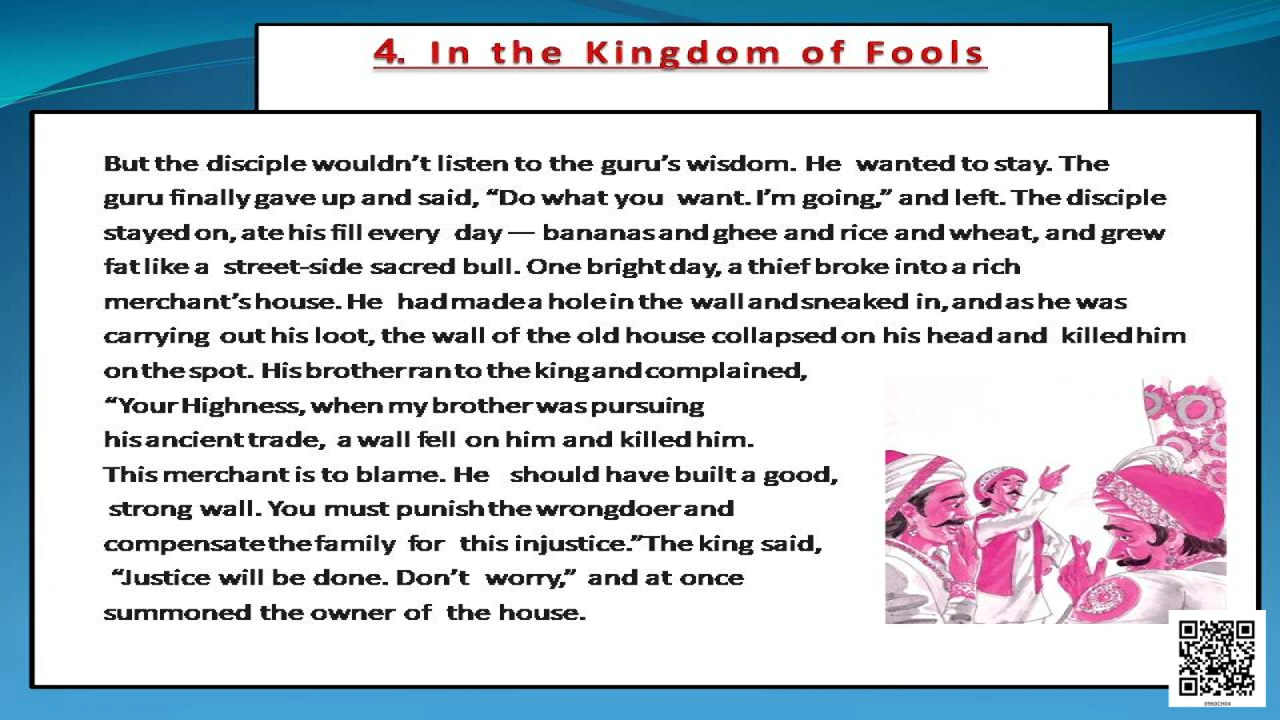 4. In the Kingdom of Fools
But the disciple wouldn’t listen to the guru’s wisdom. He wanted to stay. The
guru finally gave up and said, “Do what you want. I’m going,” and left. The disciple
stayed on, ate his fill every day — bananas and ghee and rice and wheat, and grew
fat like a street-side sacred bull. One bright day, a thief broke into a rich
merchant’s house. He had made a hole in the wall and sneaked in, and as he was
carrying out his loot, the wall of the old house collapsed on his head and killed him
on the spot. His brother ran to the king and complained,
“Your Highness, when my brother was pursuing
his ancient trade, a wall fell on him and killed him.
This merchant is to blame. He should have built a good,
strong wall. You must punish the wrongdoer and
compensate the family for this injustice.”The king said,
“Justice will be done. Don’t worry,” and at once
summoned the owner of the house.
0960CH04